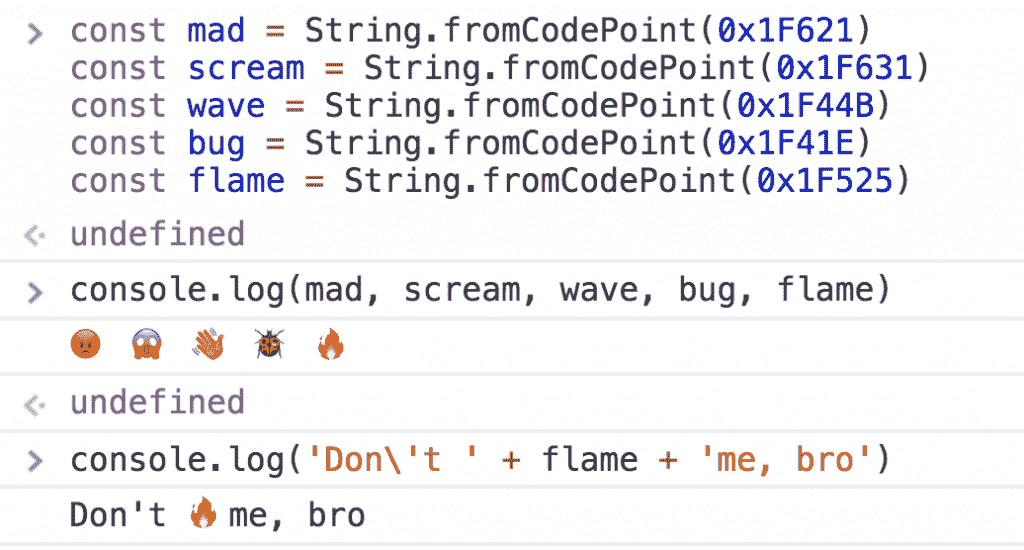 > const mad = String.fromCodePoint(0x1F621)
const scream = String.fromCodePoint(0x1F631)
const wave = String.fromCodePoint(0x1F44B)
const bug = String.fromCodePoint(0x1F41E)
const flame = String.fromCodePoint(0x1F525)
undefined
> console.log(mad, scream, wave, bug, flame)
😡 😱 👋 🐞 🔥
undefined
> console.log('Don\'t ' + flame + 'me, bro')
Don't 🔥 me, bro